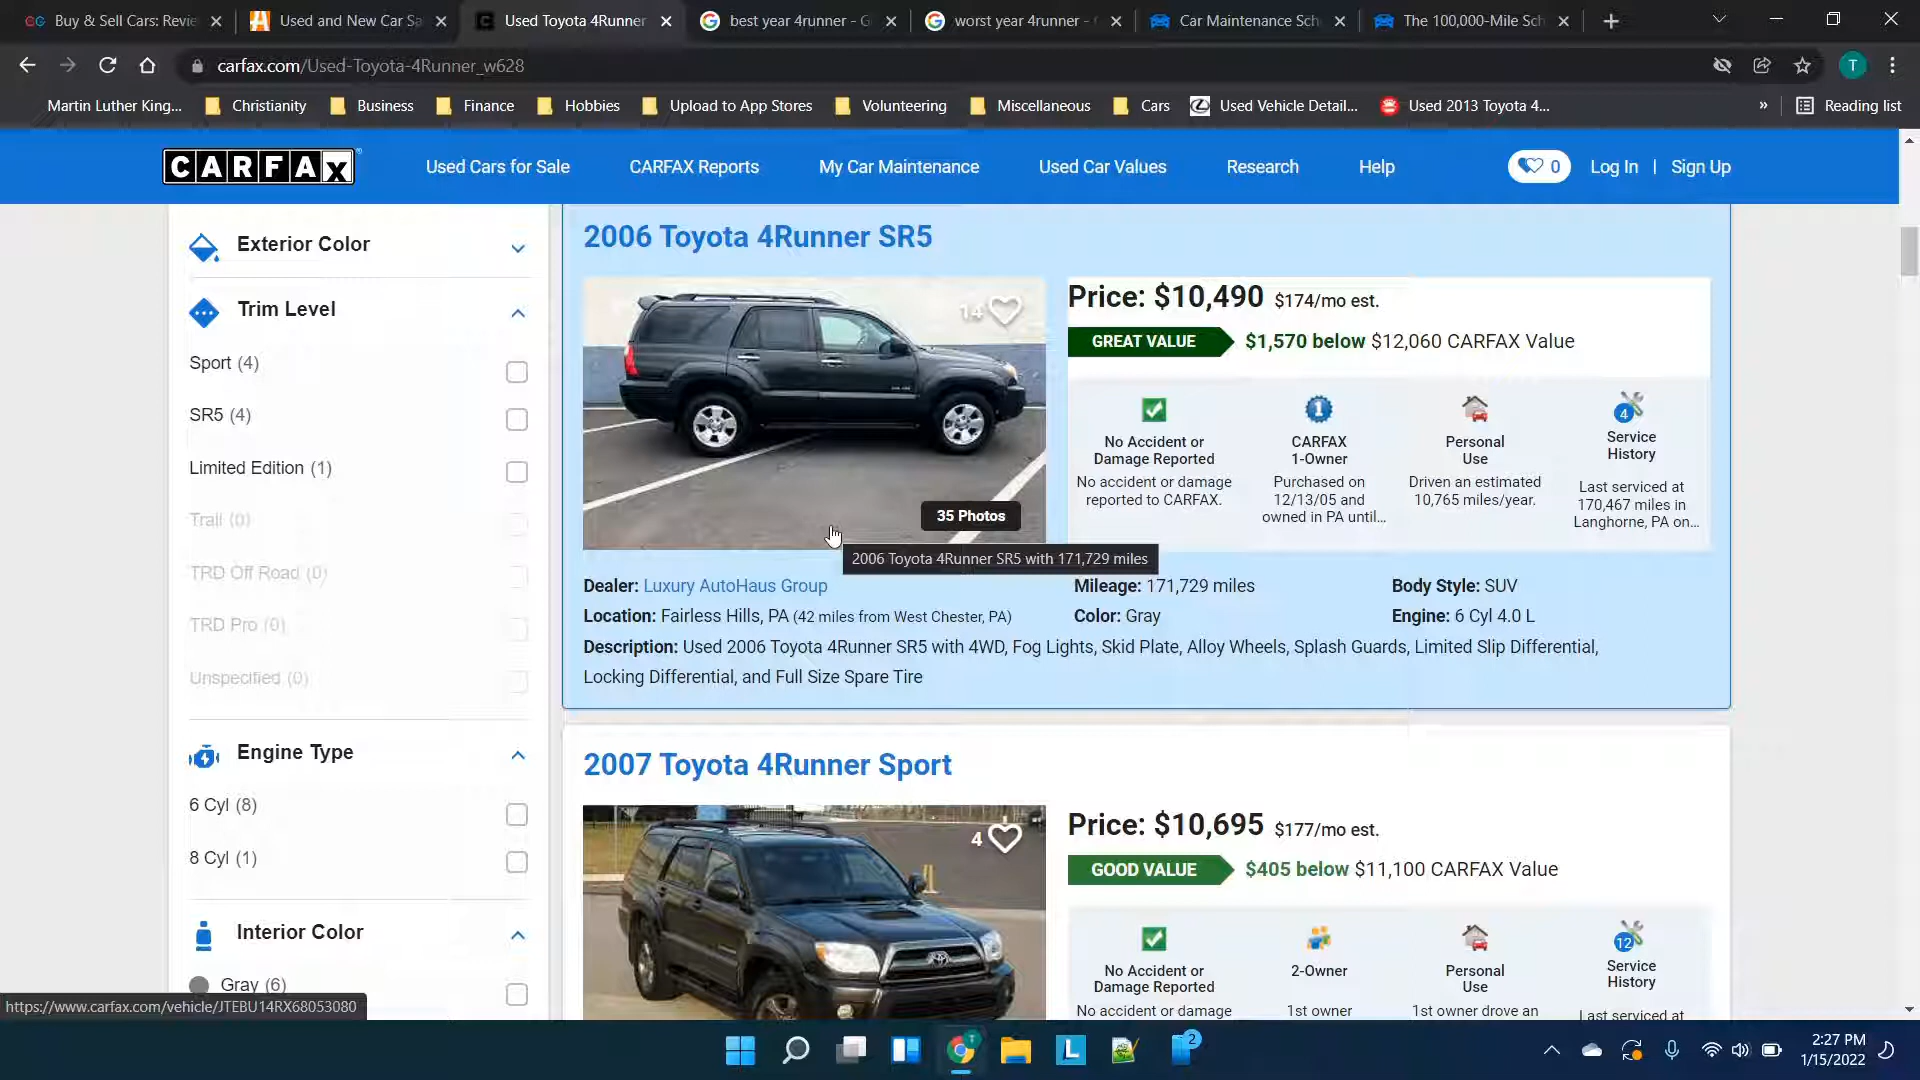 Buy & Sell Cars: Revie
Used and New Car Sa
Used Toyota 4Runner
best year 4runner - G
worst year 4runner -
Car Maintenance Sch
The 100,000-Mile Sch
carfax.com/Used-Toyota-4Runner_w628
T
Martin Luther King...
Christianity
Business
Finance
Hobbies
Upload to App Stores
Volunteering
Miscellaneous
Cars
Used Vehicle Detail...
Used 2013 Toyota 4...
»
Reading list
CARFAX
Used Cars for Sale
CARFAX Reports
My Car Maintenance
Used Car Values
Research
Help
0
Log In | Sign Up
Exterior Color
Trim Level
Sport (4)
SR5 (4)
Limited Edition (1)
Trail (0)
TRD Off Road (0)
TRD Pro (0)
Unspecified (0)
Engine Type
6 Cyl (8)
8 Cyl (1)
Interior Color
Gray (6)
2006 Toyota 4Runner SR5
14
35 Photos
Price: $10,490 $174/mo est.
GREAT VALUE $1,570 below $12,060 CARFAX Value
No Accident or
Damage Reported
No accident or damage
reported to CARFAX.
1
CARFAX
1-Owner
Purchased on
12/13/05 and
owned in PA until...
Personal
Use
Driven an estimated
10,765 miles/year.
4
Service
History
Last serviced at
170,467 miles in
Langhorne, PA on...
2006 Toyota 4Runner SR5 with 171,729 miles
Dealer: Luxury AutoHaus Group
Mileage: 171,729 miles
Body Style: SUV
Location: Fairless Hills, PA (42 miles from West Chester, PA)
Color: Gray
Engine: 6 Cyl 4.0 L
Description: Used 2006 Toyota 4Runner SR5 with 4WD, Fog Lights, Skid Plate, Alloy Wheels, Splash Guards, Limited Slip Differential,
Locking Differential, and Full Size Spare Tire
2007 Toyota 4Runner Sport
4
Price: $10,695 $177/mo est.
GOOD VALUE $405 below $11,100 CARFAX Value
No Accident or
Damage Reported
No accident or damage
2-Owner
1st owner
Personal
Use
1st owner drove an
12
Service
History
Last serviced at
https://www.carfax.com/vehicle/JTEBU14RX68053080
L
2
2:27 PM
1/15/2022